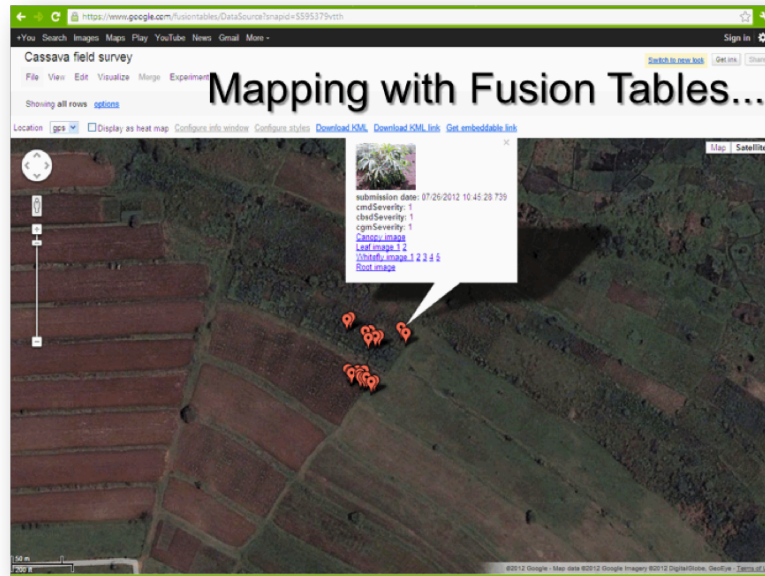 https://www.google.com/fusiontables/DataSource?snapid=S595379vtth
+You Search Images Maps Play YouTube News Gmail More - Sign in
Cassava field survey
Switch to new look Get link Share
File View Edit Visualize Merge Experiment
Mapping with Fusion Tables...
Showing all rows options
Location gps Display as heat map Configure info window Configure styles Download KML Download KML link Get embeddable link
Map Satellite
submission date: 07/26/2012 10:45:28 739
cmdSeverity: 1
cbsdSeverity: 1
cgmSeverity: 1
Canopy image
Leaf image 1 2
Whitefly image 1 2 3 4 5
Root image
50 m
200 ft
©2012 Google - Map data ©2012 Google Imagery ©2012 DigitalGlobe, GeoEye - Terms of